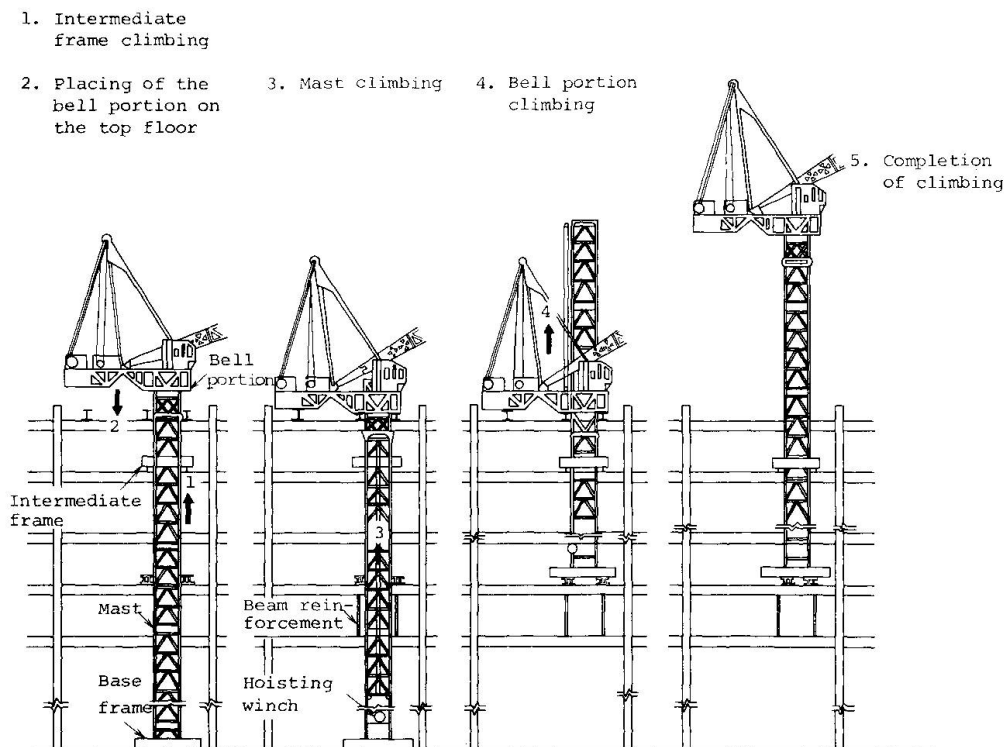 1. Intermediate
frame climbing
2. Placing of the
bell portion on
the top floor
3. Mast climbing
4. Bell portion
climbing
5. Completion
of climbing
Bell
portion
2
Intermediate
frame
1
Mast
Base
frame
3
Beam rein-
forcement
Hoisting
winch
4